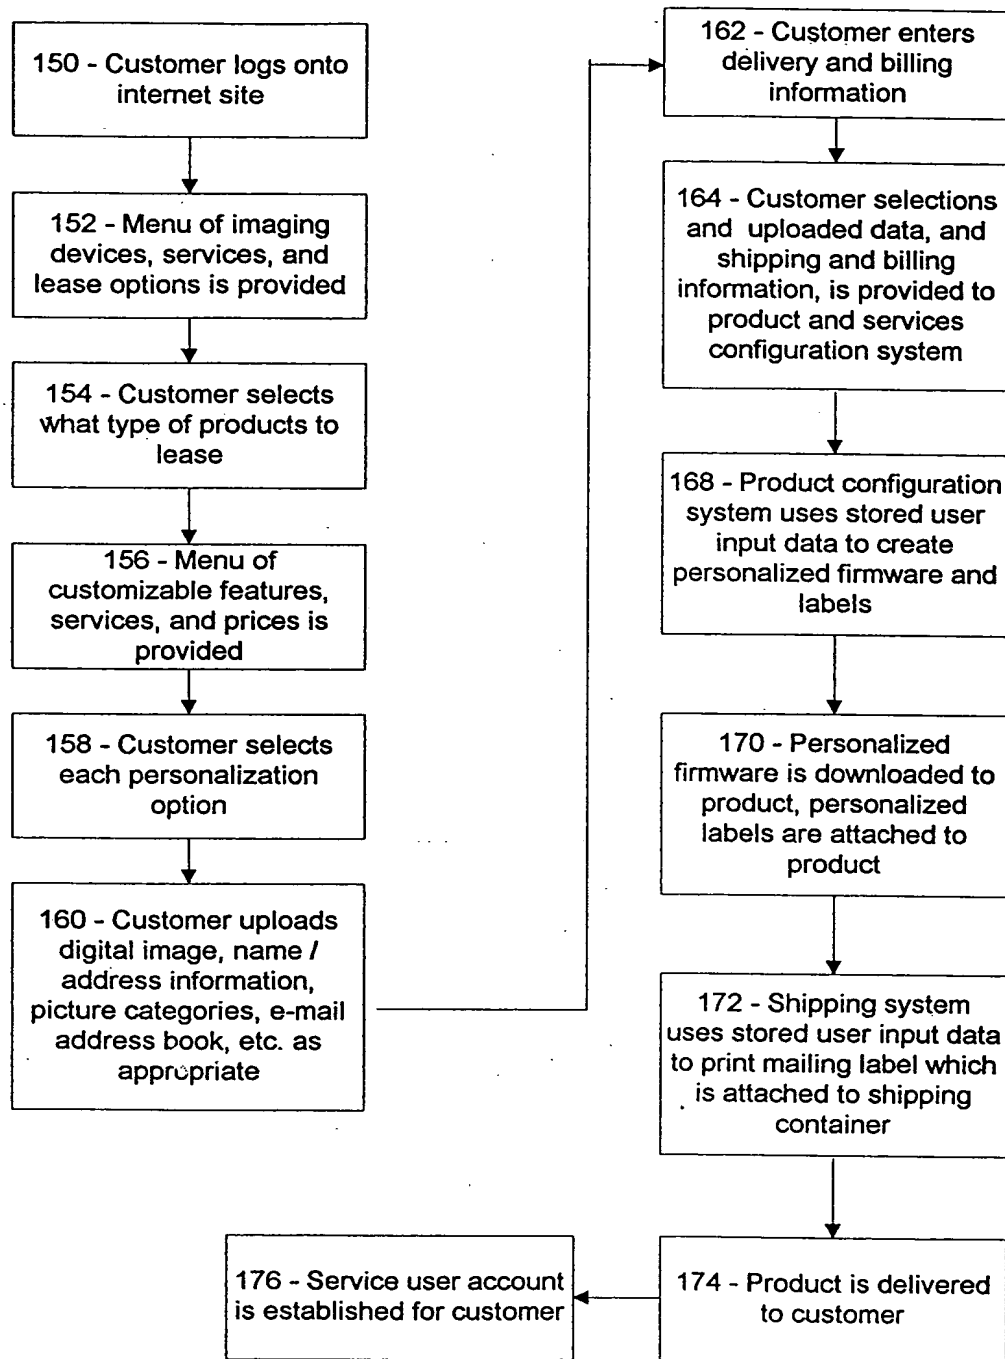 150 - Customer logs onto
internet site
152 - Menu of imaging
devices, services, and
lease options is provided
154 - Customer selects
what type of products to
lease
156 - Menu of
customizable features,
services, and prices is
provided
158 - Customer selects
each personalization
option
160 - Customer uploads
digital image, name /
address information,
picture categories, e-mail
address book, etc. as
appropriate
162 - Customer enters
delivery and billing
information
164 - Customer selections
and uploaded data, and
shipping and billing
information, is provided to
product and services
configuration system
168 - Product configuration
system uses stored user
input data to create
personalized firmware and
labels
170 - Personalized
firmware is downloaded to
product, personalized
labels are attached to
product
172 - Shipping system
uses stored user input data
to print mailing label which
is attached to shipping
container
174 - Product is delivered
to customer
176 - Service user account
is established for customer